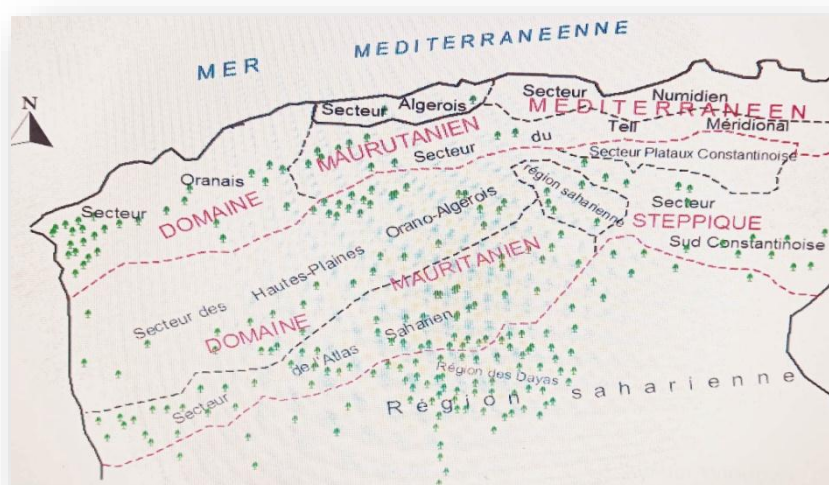 MER MEDITERRANEENNE
N
Secteur Algerois
Secteur Numidien
DOMAINE MAURUTANIEN MEDITERRANEEN
Secteur Oranais
Secteur du Tell Méridional
Secteur Plataux Constantinoise
région saharienne
Secteur Sud Constantinoise
DOMAINE MAURITANIEN STEPPIQUE
Secteur des Hautes-Plaines Orano-Algerois
Secteur de l'Atlas Saharien
Région des Dayas
Région saharienne